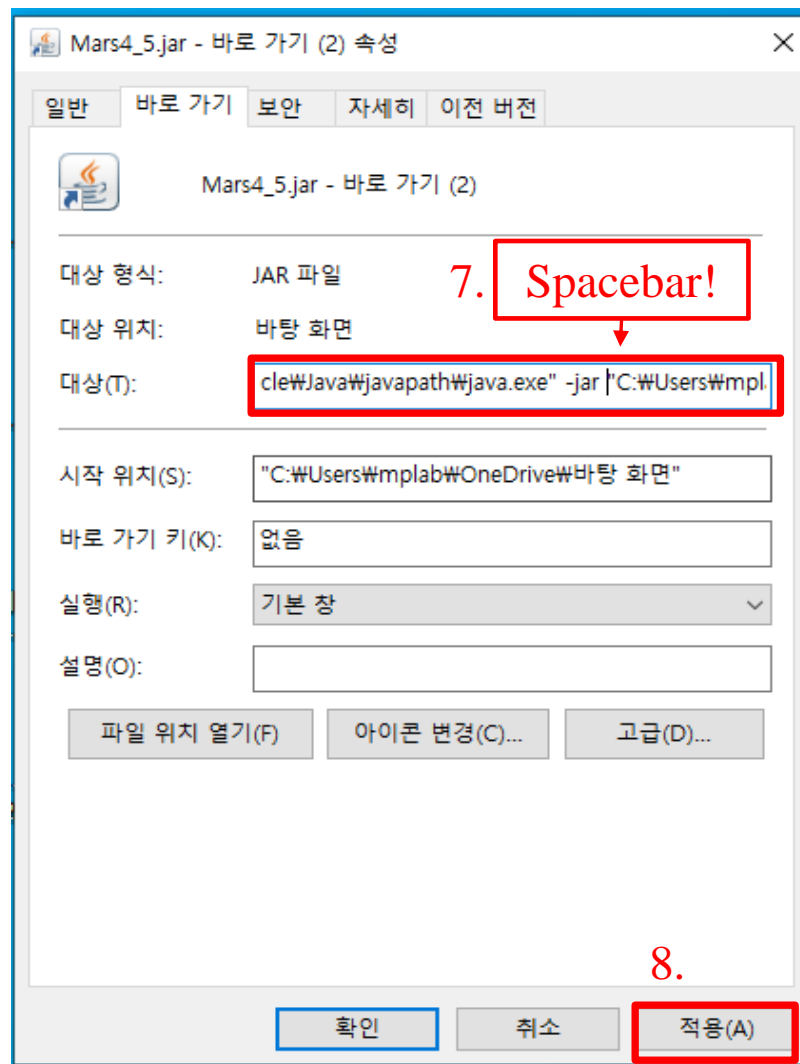 Mars4_5.jar - 바로 가기 (2) 속성
일반 바로 가기 보안 자세히 이전 버전
Mars4_5.jar - 바로 가기 (2)
대상 형식: JAR 파일
7. Spacebar!
대상 위치: 바탕 화면
대상(T): cle₩Java₩javapath₩java.exe" -jar "C:₩Users₩mpla
시작 위치(S): "C:₩Users₩mplab₩OneDrive₩바탕 화면"
바로 가기 키(K): 없음
실행(R): 기본 창
설명(O):
파일 위치 열기(F) 아이콘 변경(C)... 고급(D)...
8.
확인 취소 적용(A)